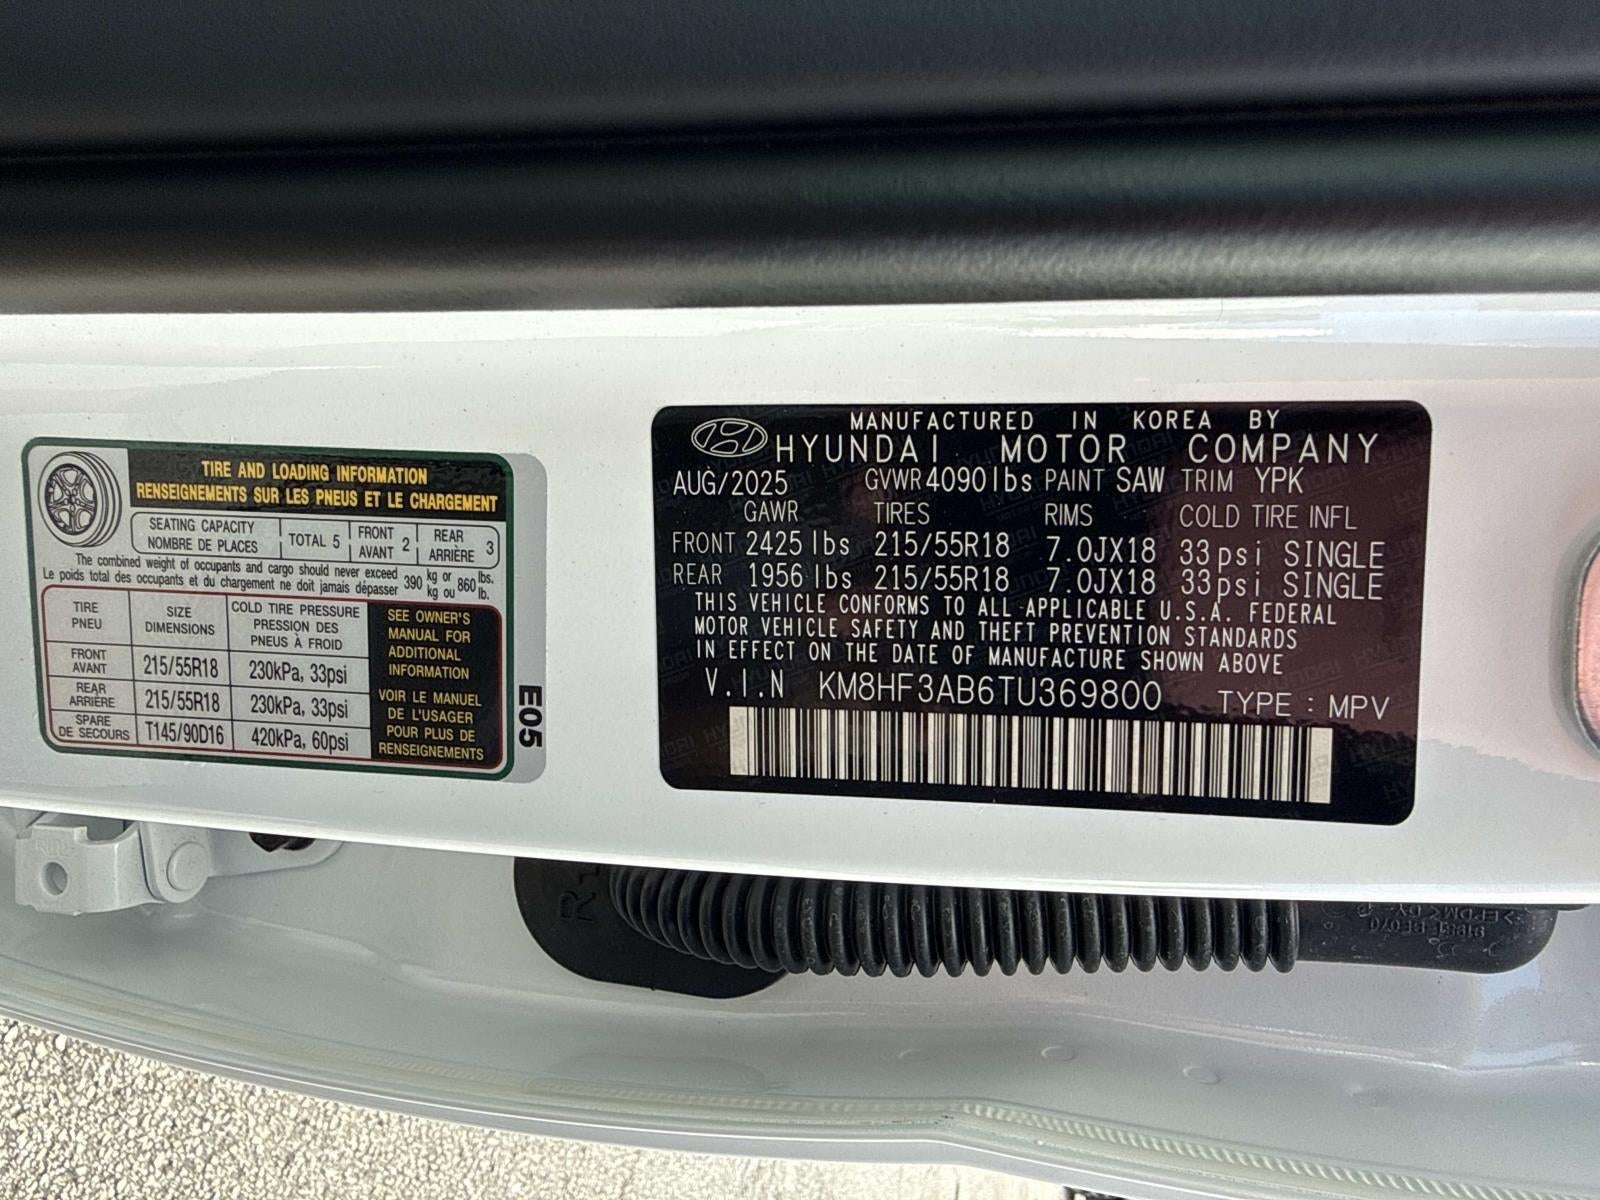 TIRE AND LOADING INFORMATION
RENSEIGNEMENTS SUR LES PNEUS ET LE CHARGEMENT
SEATING CAPACITY
NOMBRE DE PLACES
TOTAL 5
FRONT
AVANT 2
REAR
ARRIÈRE 3
The combined weight of occupants and cargo should never exceed 390 kg or 860 lbs.
Le poids total des occupants et du chargement ne doit jamais dépasser 390 kg ou 860 lb.
TIRE
PNEU
SIZE
DIMENSIONS
COLD TIRE PRESSURE
PRESSION DES
PNEUS À FROID
FRONT
AVANT
215/55R18
230kPa, 33psi
REAR
ARRIÈRE
215/55R18
230kPa, 33psi
SPARE
DE SECOURS
T145/90D16
420kPa, 60psi
SEE OWNER'S
MANUAL FOR
ADDITIONAL
INFORMATION
VOIR LE MANUEL
DE L'USAGER
POUR PLUS DE
RENSEIGNEMENTS
E05
MANUFACTURED IN KOREA BY
HYUNDAI MOTOR COMPANY
AUG/2025 GVWR 4090lbs PAINT SAW TRIM YPK
GAWR TIRES RIMS COLD TIRE INFL
FRONT 2425 lbs 215/55R18 7.0JX18 33psi SINGLE
REAR 1956 lbs 215/55R18 7.0JX18 33psi SINGLE
THIS VEHICLE CONFORMS TO ALL APPLICABLE U.S.A. FEDERAL
MOTOR VEHICLE SAFETY AND THEFT PREVENTION STANDARDS
IN EFFECT ON THE DATE OF MANUFACTURE SHOWN ABOVE
V.I.N KM8HF3AB6TU369800 TYPE : MPV